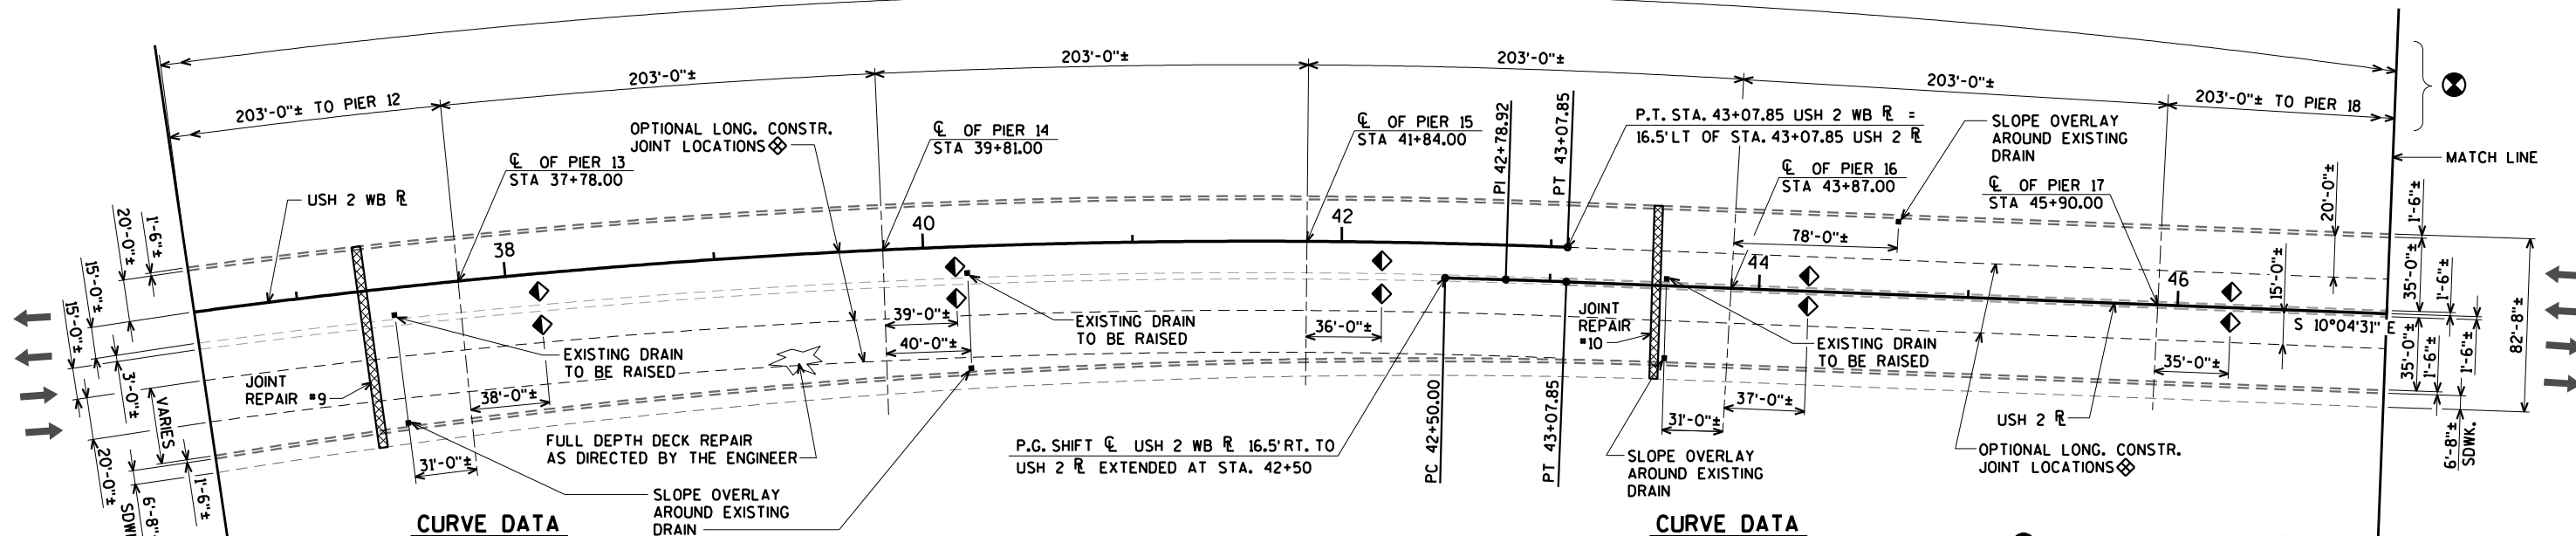 203'-0"±
203'-0"±
203'-0"±
203'-0"±
203'-0"± TO PIER 12
203'-0"± TO PIER 18
OPTIONAL LONG. CONSTR.
JOINT LOCATIONS
℄ OF PIER 13
STA 37+78.00
℄ OF PIER 14
STA 39+81.00
℄ OF PIER 15
STA 41+84.00
PI 42+78.92
PT 43+07.85
P.T. STA. 43+07.85 USH 2 WB R̲L =
16.5' LT OF STA. 43+07.85 USH 2 R̲L
℄ OF PIER 16
STA 43+87.00
SLOPE OVERLAY
AROUND EXISTING
DRAIN
℄ OF PIER 17
STA 45+90.00
MATCH LINE
USH 2 WB R̲L
38
40
42
44
46
20'-0"±
1'-6"±
15'-0"±
15'-0"±
3'-0"±
VARIES
20'-0"±
1'-6"±
6'-8"
SDW
JOINT
REPAIR #9
EXISTING DRAIN
TO BE RAISED
38'-0"±
31'-0"±
FULL DEPTH DECK REPAIR
AS DIRECTED BY THE ENGINEER
SLOPE OVERLAY
AROUND EXISTING
DRAIN
39'-0"±
40'-0"±
EXISTING DRAIN
TO BE RAISED
36'-0"±
P.G. SHIFT ℄ USH 2 WB R̲L 16.5' RT. TO
USH 2 R̲L EXTENDED AT STA. 42+50
PC 42+50.00
PT 43+07.85
JOINT
REPAIR
#10
78'-0"±
EXISTING DRAIN
TO BE RAISED
31'-0"±
37'-0"±
SLOPE OVERLAY
AROUND EXISTING
DRAIN
35'-0"±
USH 2 R̲L
OPTIONAL LONG. CONSTR.
JOINT LOCATIONS
S 10°04'31" E
20'-0"±
15'-0"±
1'-6"±
35'-0"±
1'-6"±
35'-0"±
1'-6"±
1'-6"±
82'-8"±
6'-8"±
SDWK.
CURVE DATA
CURVE DATA